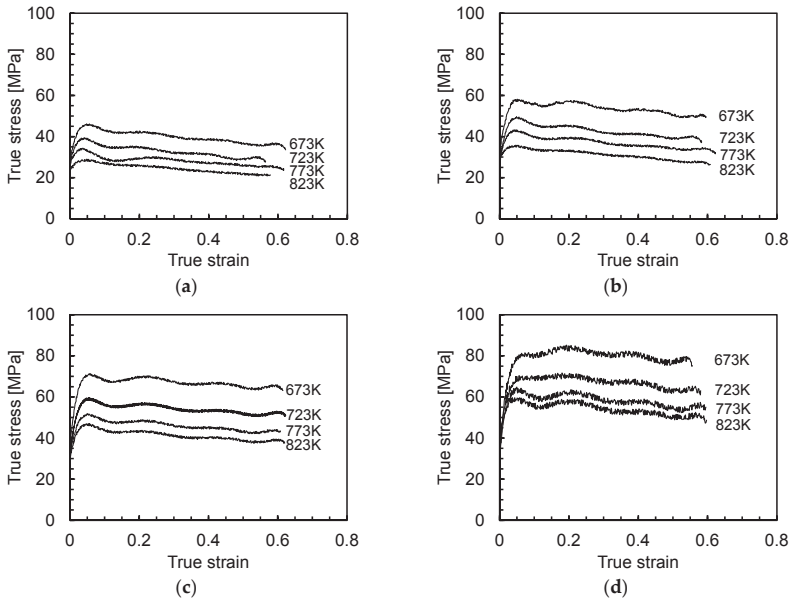 100
80
60
40
20
0
True stress [MPa]
673K
723K
773K
823K
0 0.2 0.4 0.6 0.8
True strain
(a)
100
80
60
40
20
0
True stress [MPa]
673K
723K
773K
823K
0 0.2 0.4 0.6 0.8
True strain
(b)
100
80
60
40
20
0
True stress [MPa]
673K
723K
773K
823K
0 0.2 0.4 0.6 0.8
True strain
(c)
100
80
60
40
20
0
True stress [MPa]
673K
723K
773K
823K
0 0.2 0.4 0.6 0.8
True strain
(d)